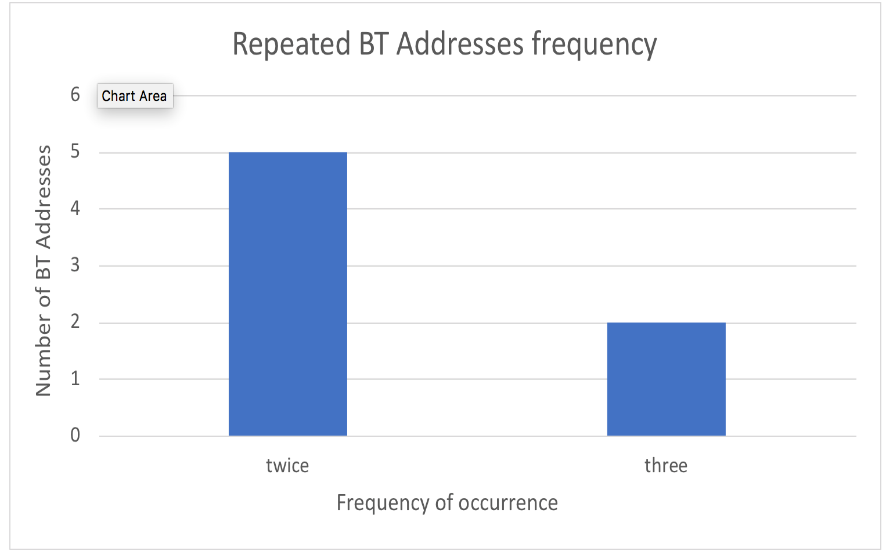 Repeated BT Addresses frequency
6
Chart Area
5
4
3
2
1
0
Number of BT Addresses
twice
three
Frequency of occurrence